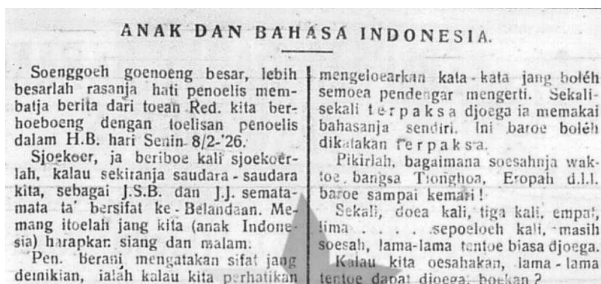 ANAK DAN BAHASA INDONESIA.
Soenggoeh goenoeng besar, lebih
besarlah rasanja hati penoelis mem-
batja berita dari toean Red. kita ber-
hoeboeng dengan toelisan penoelis
dalam H.B. hari Senin 8/2-'26.
Sjoekoer, ja beriboe kali sjoekoer-
lah, kalau sekiranja saudara-saudara
kita, sebagai J.S.B. dan J.J. semata-
mata ta' bersifat ke-Belandaan. Me-
mang itoelah jang kita (anak Indone-
sia) harapkan siang dan malam.
Pen. berani mengatakan sifat jang
demikian, ialah kalau kita perhatikan
mengeloearkan kata-kata jang boléh
semoea pendengar mengerti. Sekali-
sekali terpaksa djoega ia memakai
bahasanja sendiri. Ini baroe boléh
dikatakan terpaksa.
Pikirlah, bagaimana soesahnja wak-
toe bangsa Tionghoa, Eropah d.l.l.
baroe sampai kemari!
Sekali, doea kali, tiga kali, empat,
lima . . . . . sepoeloeh kali, masih
soesah, lama-lama tentoe biasa djoega.
Kalau kita oesahakan, lama-lama
tentoe dapat djoega, boekan?